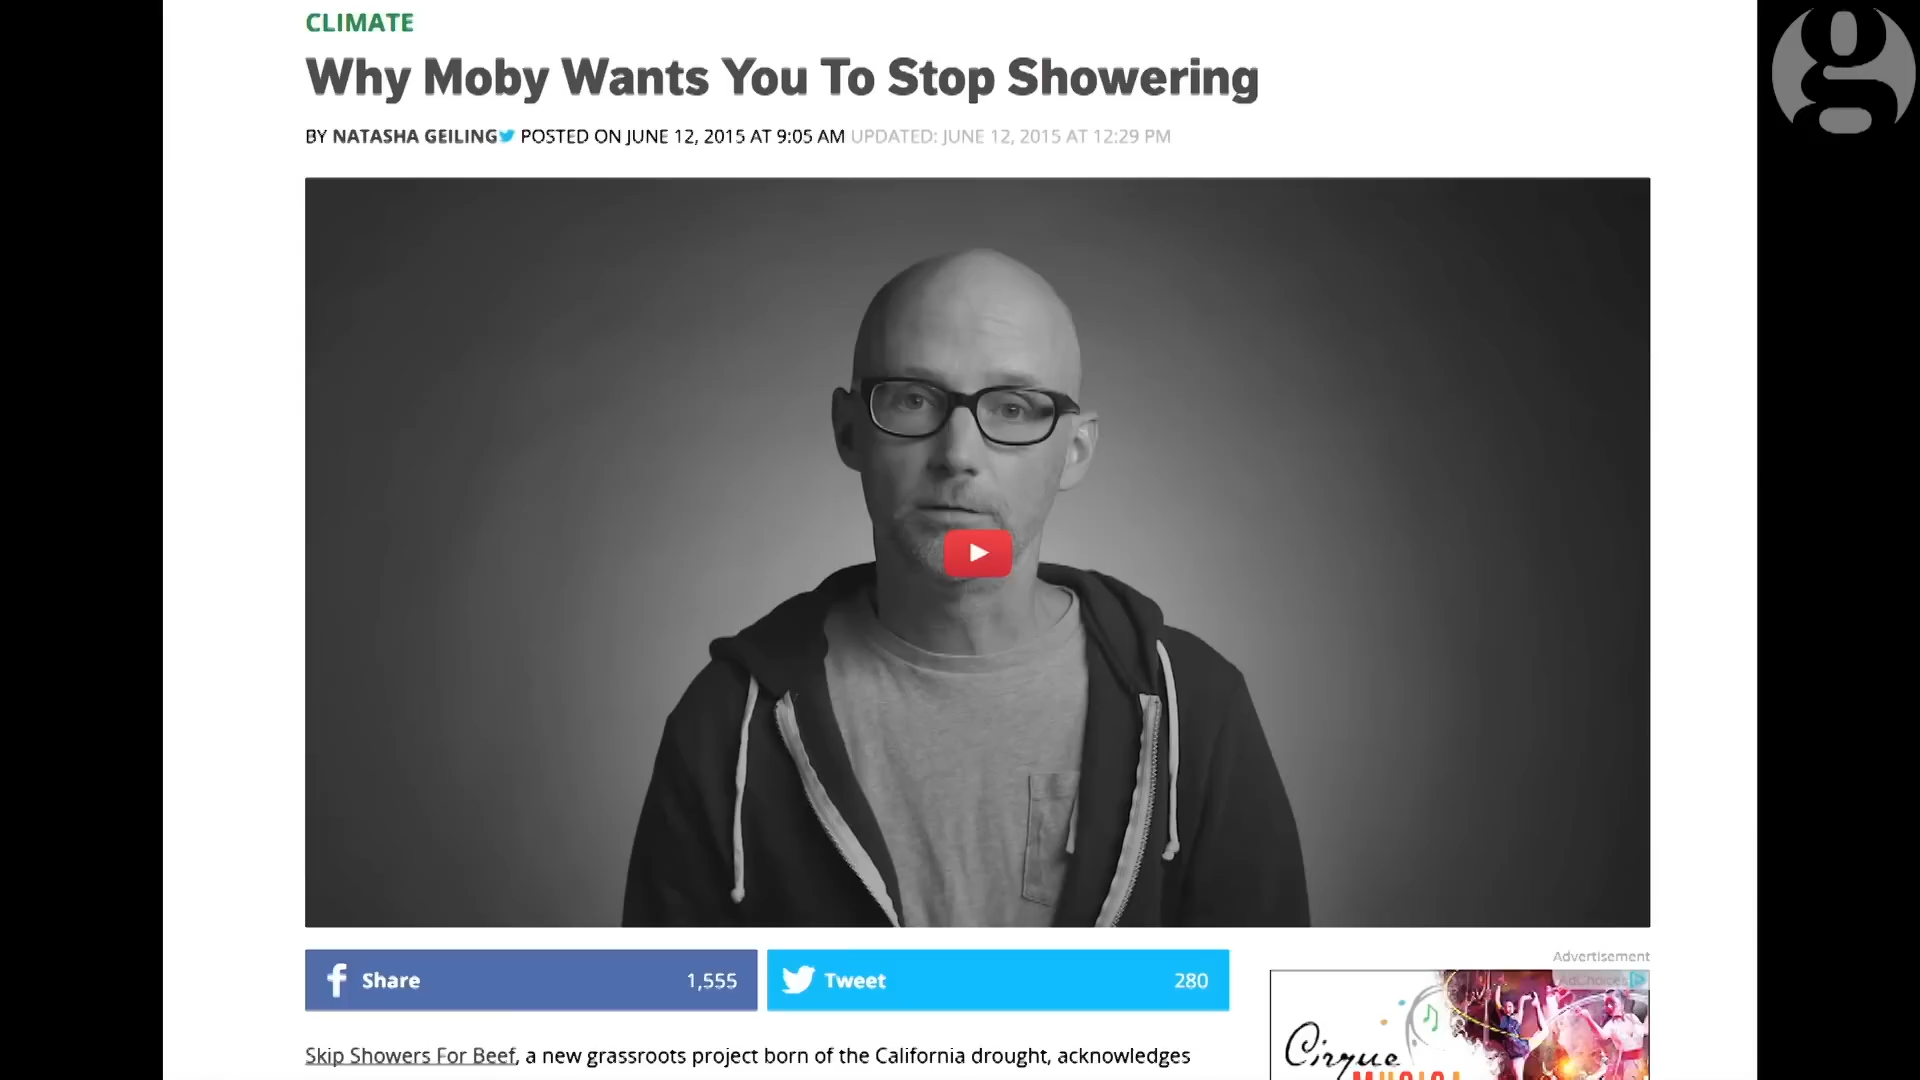 CLIMATE
Why Moby Wants You To Stop Showering
BY NATASHA GEILING POSTED ON JUNE 12, 2015 AT 9:05 AM UPDATED: JUNE 12, 2015 AT 12:29 PM
Share 1,555 Tweet 280
Advertisement
AdChoices
Cirque
Skip Showers For Beef, a new grassroots project born of the California drought, acknowledges